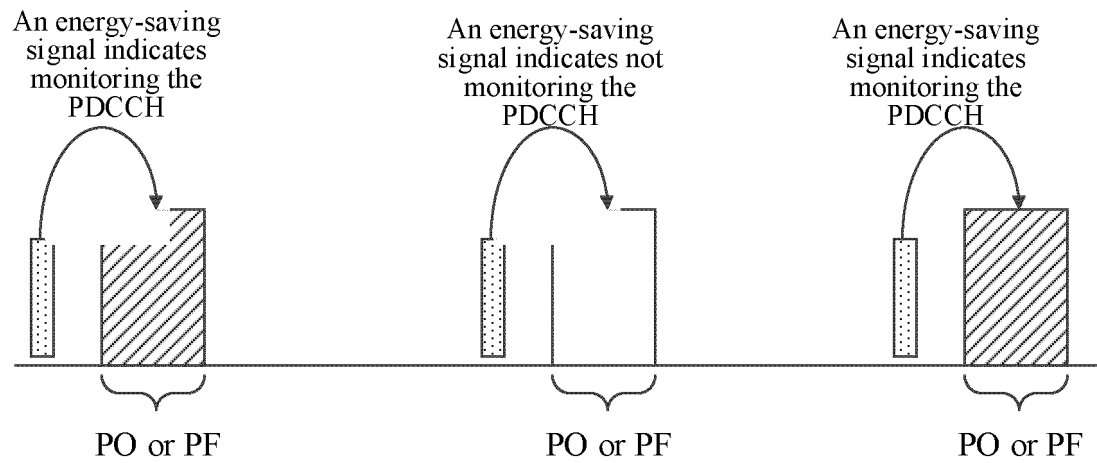 An energy-saving
signal indicates
monitoring the
PDCCH
An energy-saving
signal indicates not
monitoring the
PDCCH
An energy-saving
signal indicates
monitoring the
PDCCH
PO or PF
PO or PF
PO or PF